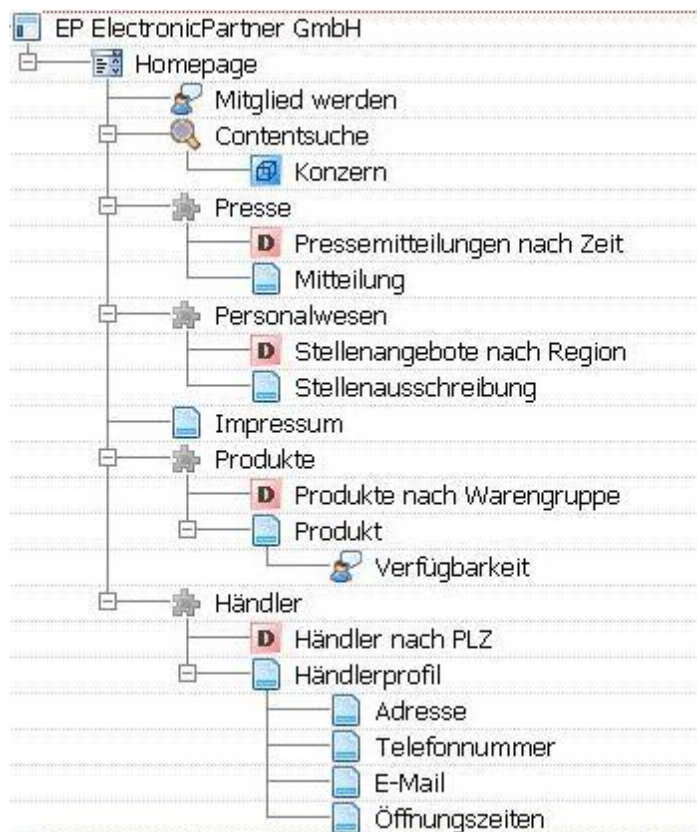 EP ElectronicPartner GmbH
Homepage
Mitglied werden
Contentsuche
Konzern
Presse
D Pressemitteilungen nach Zeit
Mitteilung
Personalwesen
D Stellenangebote nach Region
Stellenausschreibung
Impressum
Produkte
D Produkte nach Warengruppe
Produkt
Verfügbarkeit
Händler
D Händler nach PLZ
Händlerprofil
Adresse
Telefonnummer
E-Mail
Öffnungszeiten